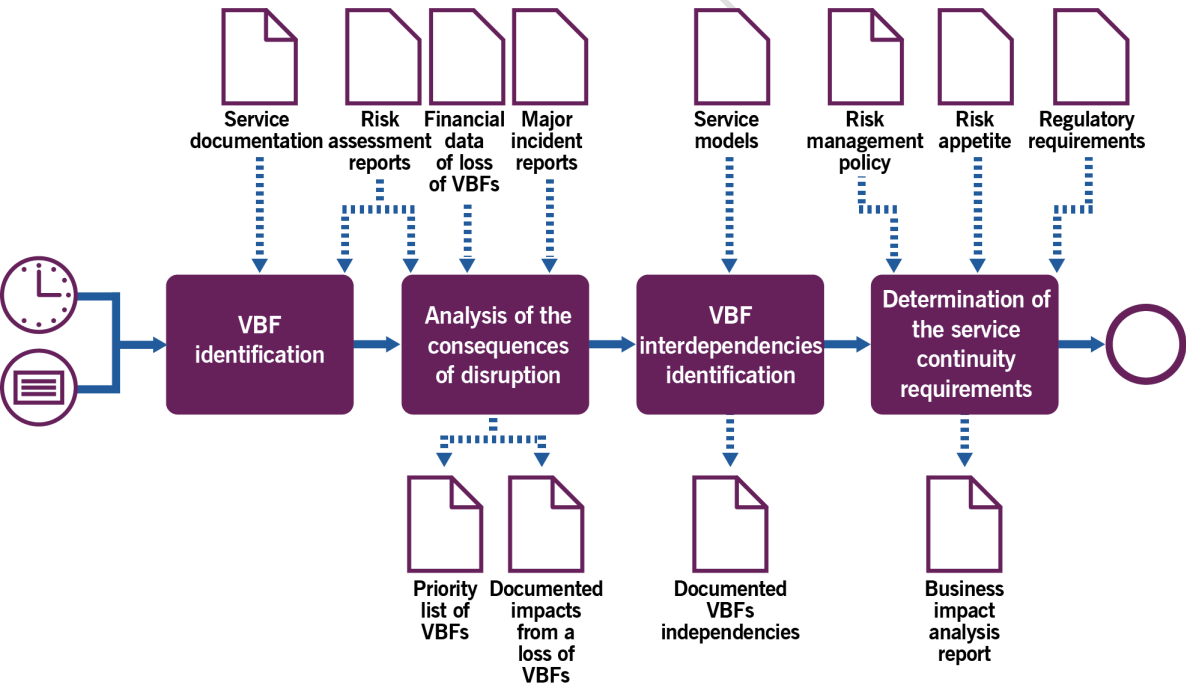 Service
documentation
Risk
assessment
reports
Financial
data
of loss
of VBFs
Major
incident
reports
Service
models
Risk
management
policy
Risk
appetite
Regulatory
requirements
VBF
identification
Analysis of the
consequences
of disruption
VBF
interdependencies
identification
Determination of
the service
continuity
requirements
Priority
list of
VBFs
Documented
impacts
from a
loss of
VBFs
Documented
VBFs
independencies
Business
impact
analysis
report